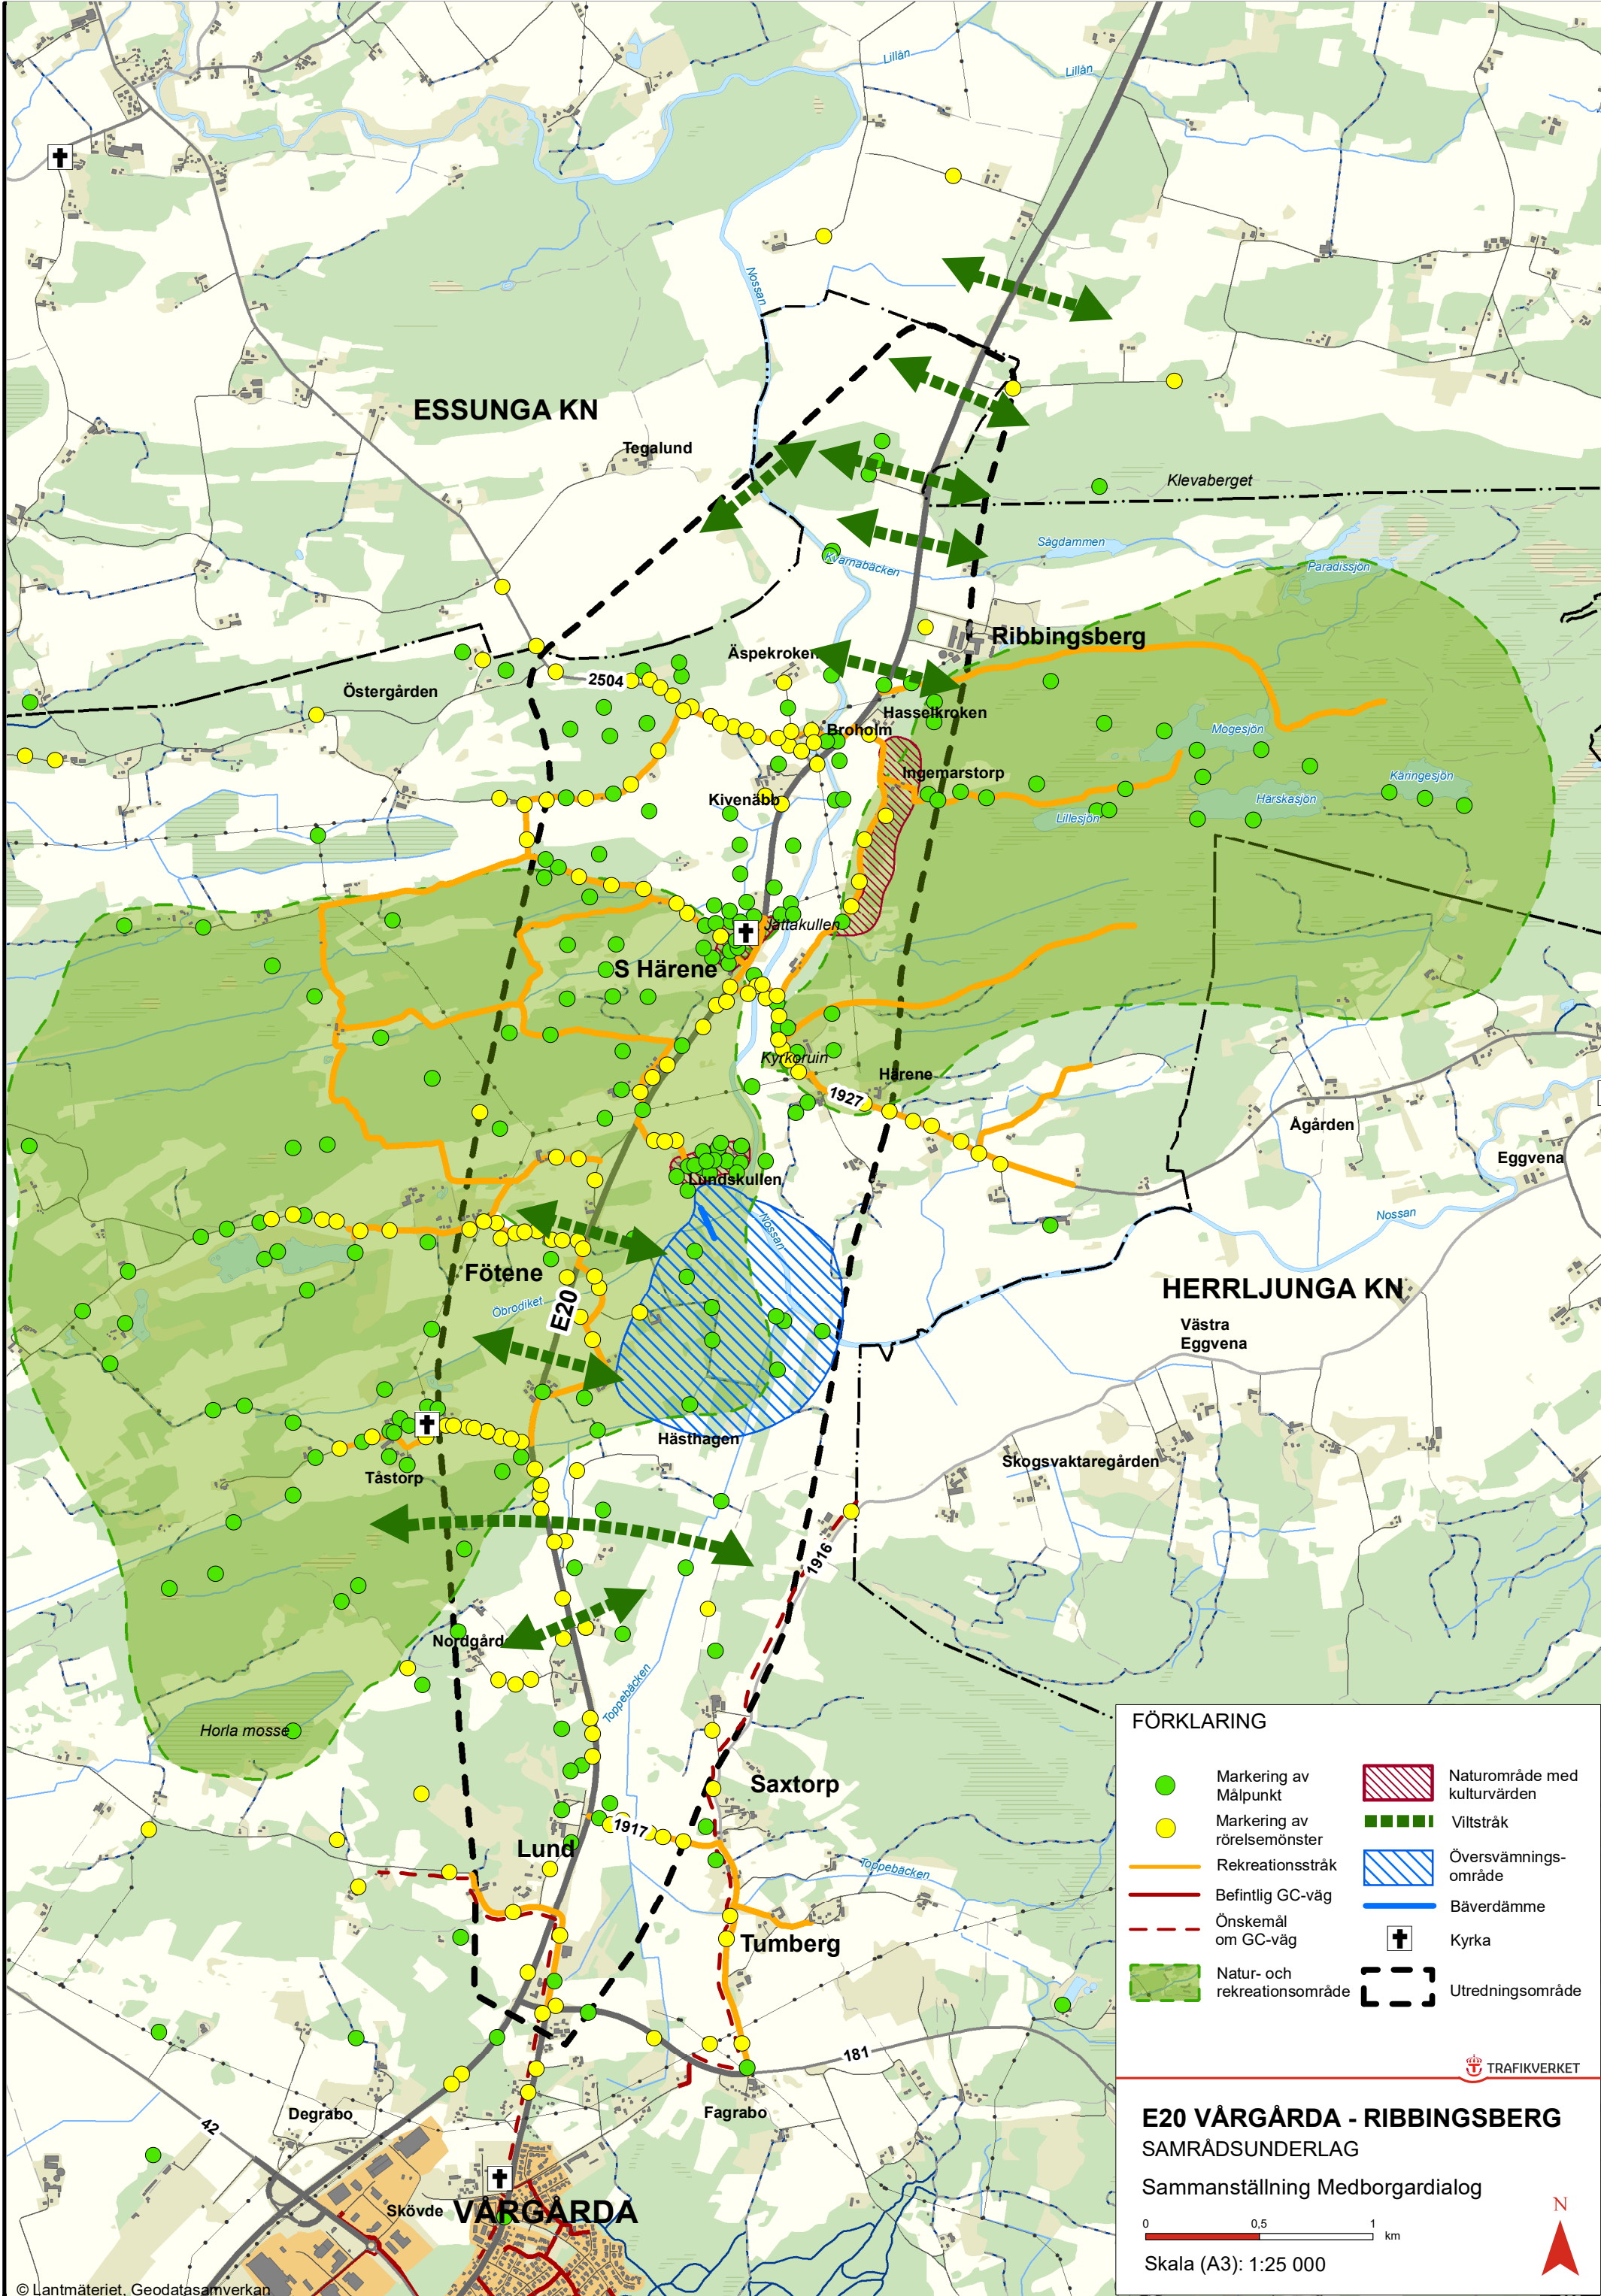 Lillån
Lillån
Nossan
ESSUNGA KN
Tegalund
Klevaberget
Sågdammen
Kvarnabäcken
Paradissjön
Ribbingsberg
Äspekroken
2504
Östergården
Hasselkroken
Broholm
Mogesjön
Ingemarstorp
Käringesjön
Kivenäbb
Härskasjön
Lillesjön
Jättakullen
S Härene
Kyrkoruin
Härene
1927
Ågården
Eggvena
Lundskullen
Nossan
Nossan
Fötene
HERRLJUNGA KN
Öbrodiket
E20
Västra
Eggvena
Hästhagen
Skogsvaktaregården
Tåstorp
1916
Nordgård
Toppebäcken
Horla mosse
Saxtorp
1917
Lund
Toppebäcken
Tumberg
181
Fagrabo
Degrabo
42
Skövde
VÅRGÅRDA
© Lantmäteriet, Geodatasamverkan
FÖRKLARING
Markering av
Målpunkt
Markering av
rörelsemönster
Rekreationsstråk
Befintlig GC-väg
Önskemål
om GC-väg
Natur- och
rekreationsområde
Naturområde med
kulturvärden
Viltstråk
Översvämnings-
område
Bäverdämme
Kyrka
Utredningsområde
TRAFIKVERKET
E20 VÅRGÅRDA - RIBBINGSBERG
SAMRÅDSUNDERLAG
Sammanställning Medborgardialog
N
0 0,5 1
km
Skala (A3): 1:25 000